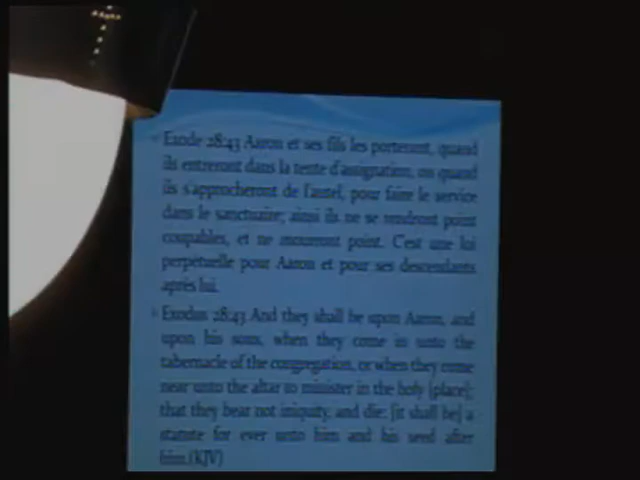 Exode 28:43 Aaron et ses fils les porteront, quand
ils entreront dans la tente d'assignation, ou quand
ils s'approcheront de l'autel, pour faire le service
dans le sanctuaire; ainsi ils ne se rendront point
coupables, et ne mourront point. C'est une loi
perpétuelle pour Aaron et pour ses descendants
après lui.
Exodus 28:43 And they shall be upon Aaron, and
upon his sons, when they come in unto the
tabernacle of the congregation, or when they come
near unto the altar to minister in the holy [place];
that they bear not iniquity, and die: [it shall be] a
statute for ever unto him and his seed after
him.(KJV)